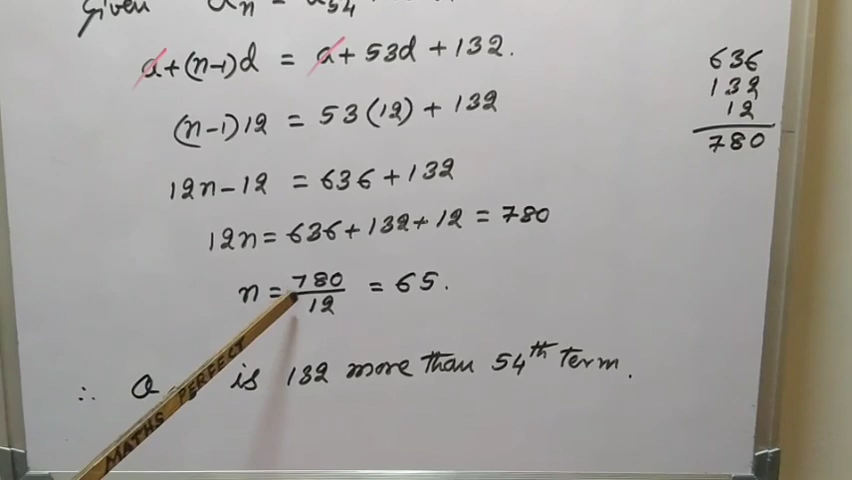 Given an = a54
a+(n-1)d = a+53d+132.
(n-1)12 = 53(12)+132
12n-12 = 636+132
12n = 636+132+12 = 780
n = 780/12 = 65.
∴ a is 132 more than 54th term.
636
132
12
780
MATHS PERFECT